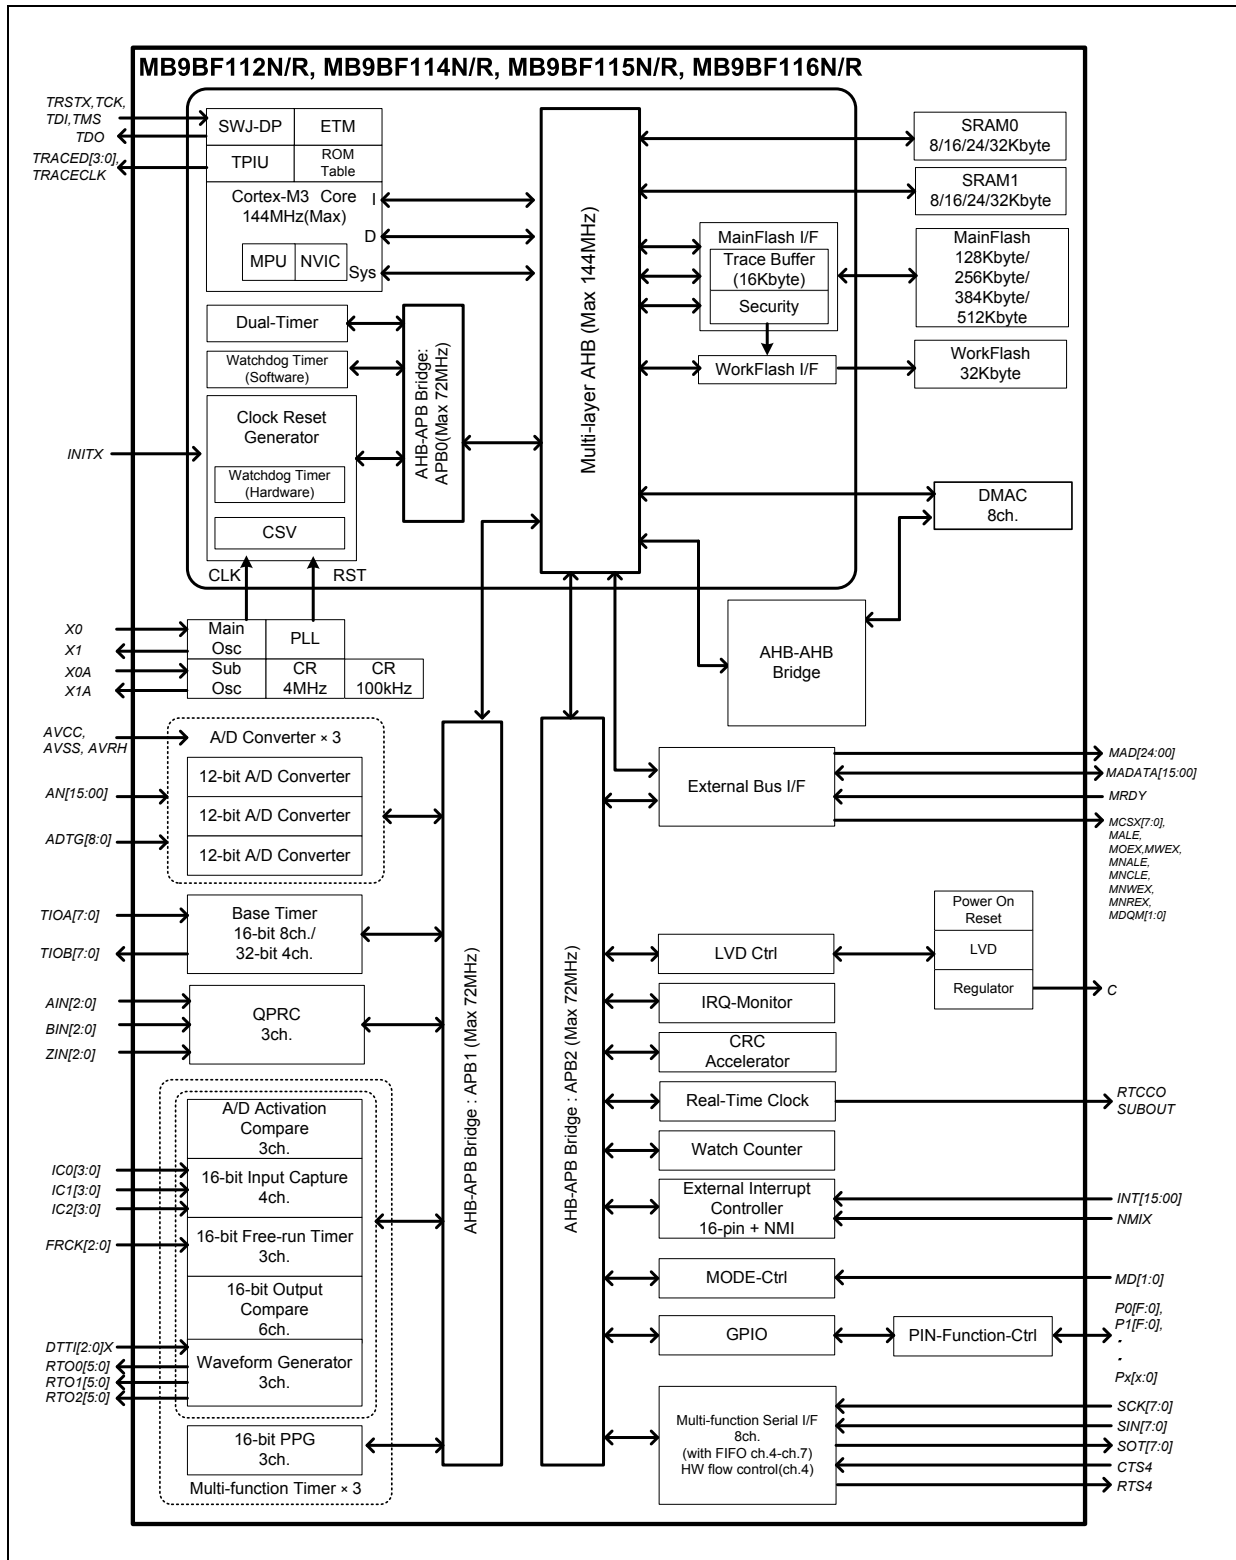 MB9BF112N/R, MB9BF114N/R, MB9BF115N/R, MB9BF116N/R
TRSTX,TCK,
TDI,TMS
TDO
TRACED[3:0],
TRACECLK
SWJ-DP
ETM
TPIU
ROM
Table
Cortex-M3 Core
144MHz(Max)
I
D
Sys
MPU
NVIC
Dual-Timer
Watchdog Timer
(Software)
Clock Reset
Generator
Watchdog Timer
(Hardware)
CSV
INITX
CLK
RST
AHB-APB Bridge:
APB0(Max 72MHz)
Multi-layer AHB (Max 144MHz)
MainFlash I/F
Trace Buffer
(16Kbyte)
Security
WorkFlash I/F
SRAM0
8/16/24/32Kbyte
SRAM1
8/16/24/32Kbyte
MainFlash
128Kbyte/
256Kbyte/
384Kbyte/
512Kbyte
WorkFlash
32Kbyte
DMAC
8ch.
AHB-AHB
Bridge
X0
X1
X0A
X1A
Main
Osc
PLL
Sub
Osc
CR
4MHz
CR
100kHz
AVCC,
AVSS, AVRH
AN[15:00]
ADTG[8:0]
A/D Converter × 3
12-bit A/D Converter
12-bit A/D Converter
12-bit A/D Converter
TIOA[7:0]
TIOB[7:0]
Base Timer
16-bit 8ch./
32-bit 4ch.
AIN[2:0]
BIN[2:0]
ZIN[2:0]
QPRC
3ch.
A/D Activation
Compare
3ch.
IC0[3:0]
IC1[3:0]
IC2[3:0]
16-bit Input Capture
4ch.
FRCK[2:0]
16-bit Free-run Timer
3ch.
16-bit Output
Compare
6ch.
DTTI[2:0]X
RTO0[5:0]
RTO1[5:0]
RTO2[5:0]
Waveform Generator
3ch.
16-bit PPG
3ch.
Multi-function Timer × 3
AHB-APB Bridge : APB1 (Max 72MHz)
AHB-APB Bridge : APB2 (Max 72MHz)
External Bus I/F
MAD[24:00]
MADATA[15:00]
MRDY
MCSX[7:0],
MALE,
MOEX,MWEX,
MNALE,
MNCLE,
MNWEX,
MNREX,
MDQM[1:0]
LVD Ctrl
Power On
Reset
LVD
Regulator
C
IRQ-Monitor
CRC
Accelerator
Real-Time Clock
RTCCO
SUBOUT
Watch Counter
External Interrupt
Controller
16-pin + NMI
INT[15:00]
NMIX
MODE-Ctrl
MD[1:0]
GPIO
PIN-Function-Ctrl
P0[F:0],
P1[F:0],
.
.
Px[x:0]
Multi-function Serial I/F
8ch.
(with FIFO ch.4-ch.7)
HW flow control(ch.4)
SCK[7:0]
SIN[7:0]
SOT[7:0]
CTS4
RTS4